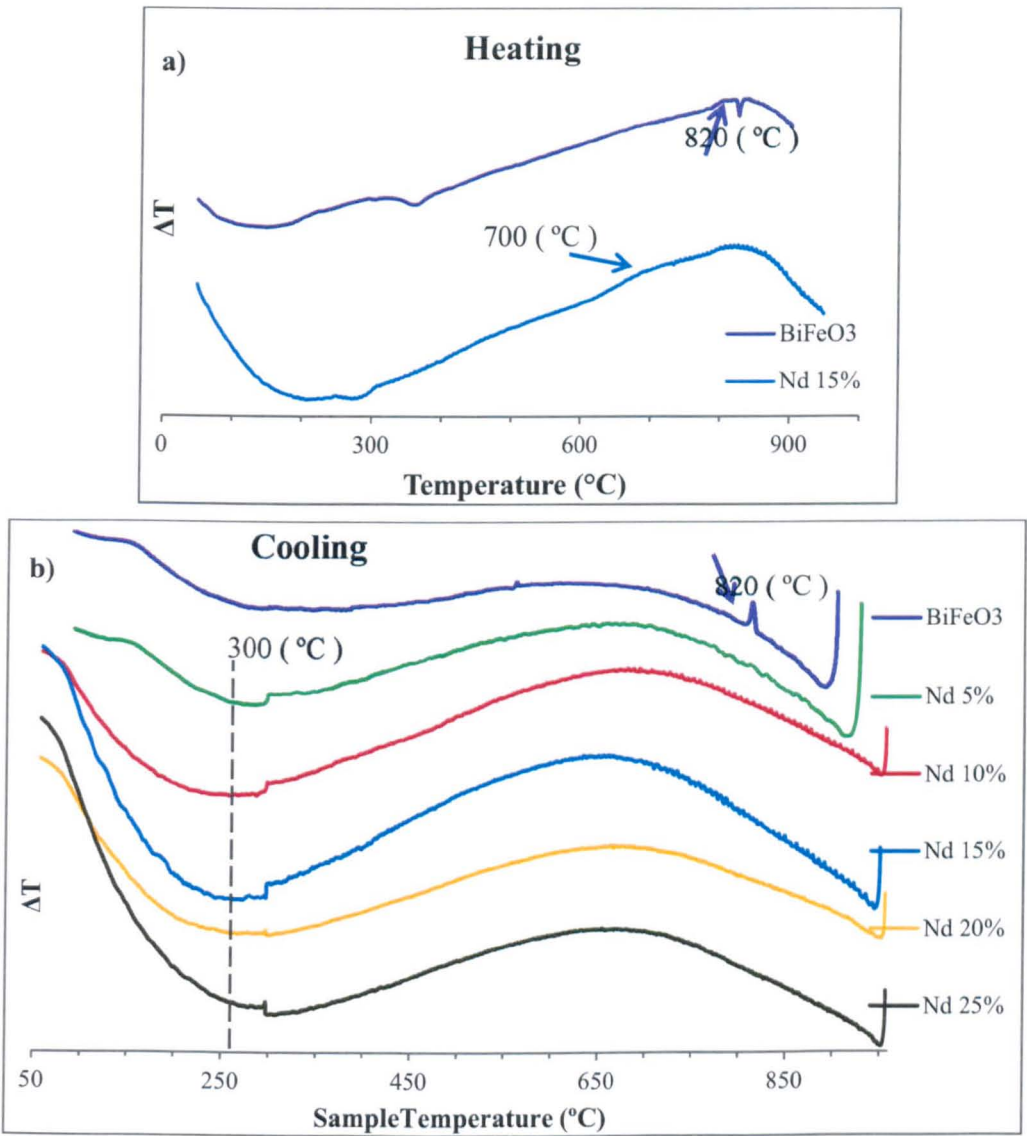 a)
Heating
820 ( ºC )
700 ( ºC )
ΔT
BiFeO3
Nd 15%
0
300
600
900
Temperature (°C)
b)
Cooling
820 ( ºC )
300 ( ºC )
BiFeO3
Nd 5%
Nd 10%
Nd 15%
Nd 20%
Nd 25%
ΔT
50
250
450
650
850
SampleTemperature (ºC)